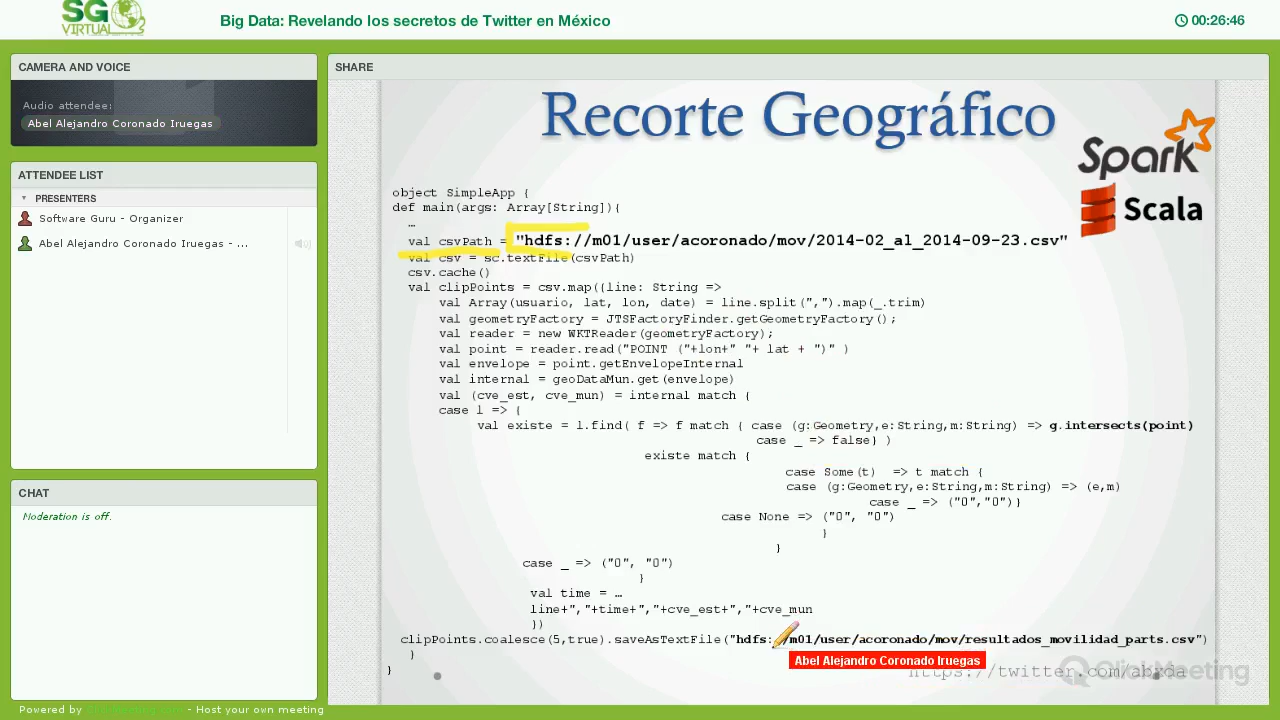 SG
VIRTUAL
Big Data: Revelando los secretos de Twitter en México
00:26:46
CAMERA AND VOICE
Audio attendee:
Abel Alejandro Coronado Iruegas
ATTENDEE LIST
PRESENTERS
Software Guru - Organizer
Abel Alejandro Coronado Iruegas - ...
CHAT
Moderation is off.
Powered by ClickMeeting.com - Host your own meeting
SHARE
Recorte Geográfico
Spark
Scala
object SimpleApp {
def main(args: Array[String]){
…
val csvPath = "hdfs://m01/user/acoronado/mov/2014-02_al_2014-09-23.csv"
val csv = sc.textFile(csvPath)
csv.cache()
val clipPoints = csv.map({line: String =>
val Array(usuario, lat, lon, date) = line.split(",").map(_.trim)
val geometryFactory = JTSFactoryFinder.getGeometryFactory();
val reader = new WKTReader(geometryFactory);
val point = reader.read("POINT ("+lon+" "+ lat + ")" )
val envelope = point.getEnvelopeInternal
val internal = geoDataMun.get(envelope)
val (cve_est, cve_mun) = internal match {
case l => {
val existe = l.find( f => f match { case (g:Geometry,e:String,m:String) => g.intersects(point)
case _ => false} )
existe match {
case Some(t) => t match {
case (g:Geometry,e:String,m:String) => (e,m)
case _ => ("0","0")}
case None => ("0", "0")
}
}
case _ => ("0", "0")
}
val time = …
line+","+time+","+cve_est+","+cve_mun
})
clipPoints.coalesce(5,true).saveAsTextFile("hdfs://m01/user/acoronado/mov/resultados_movilidad_parts.csv")
}
}
Abel Alejandro Coronado Iruegas
https://twitter.com/abxda
ClickMeeting